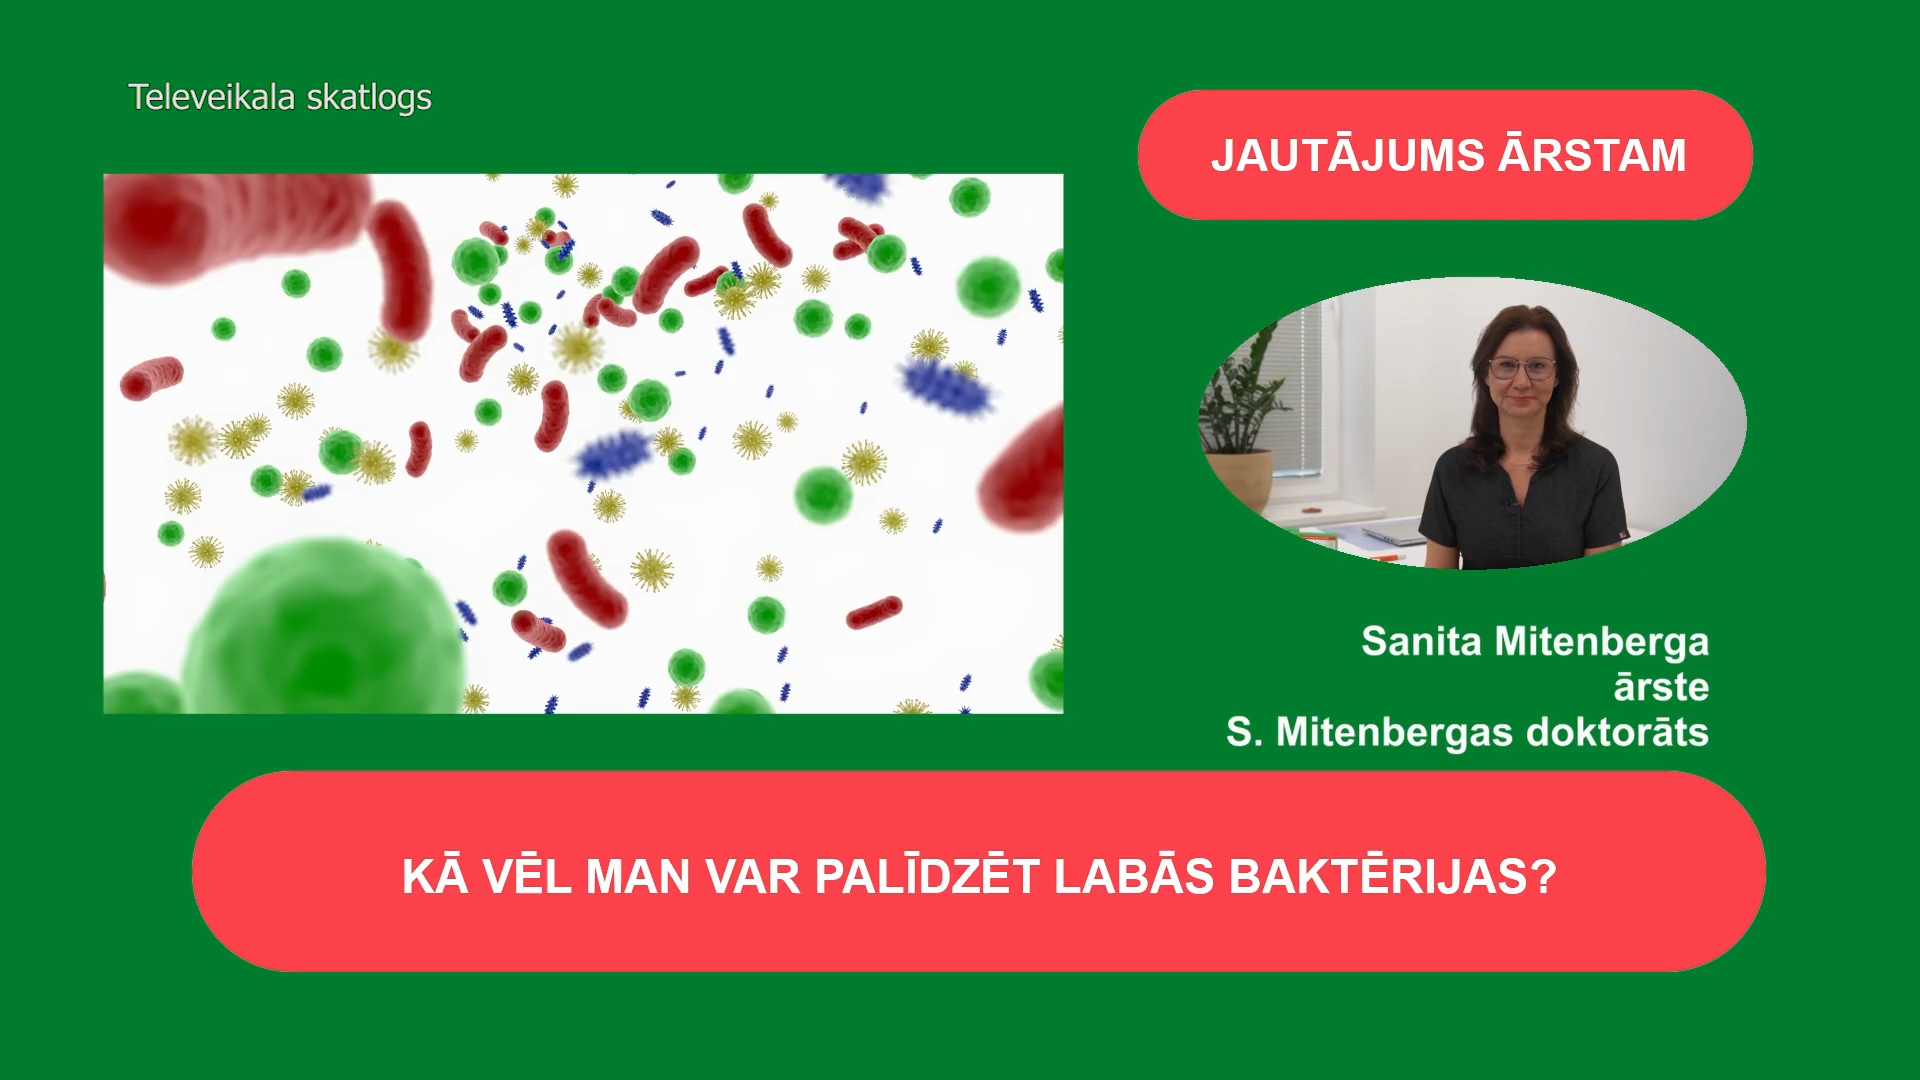 Televeikala skatlogs
JAUTĀJUMS ĀRSTAM
Sanita Mitenberga
ārste
S. Mitenbergas doktorāts
KĀ VĒL MAN VAR PALĪDZĒT LABĀS BAKTĒRIJAS?